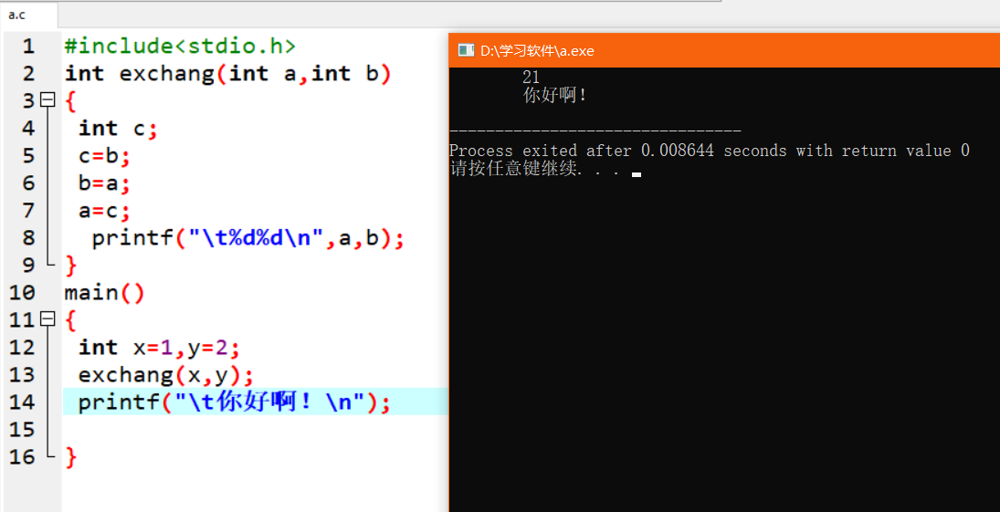 a.c
1 #include<stdio.h>
2 int exchang(int a,int b)
3 {
4 int c;
5 c=b;
6 b=a;
7 a=c;
8 printf("\t%d%d\n",a,b);
9 }
10 main()
11 {
12 int x=1,y=2;
13 exchang(x,y);
14 printf("\t你好啊！\n");
15
16 }
D:\学习软件\a.exe
21
你好啊！
--------------------------------
Process exited after 0.008644 seconds with return value 0
请按任意键继续. . .